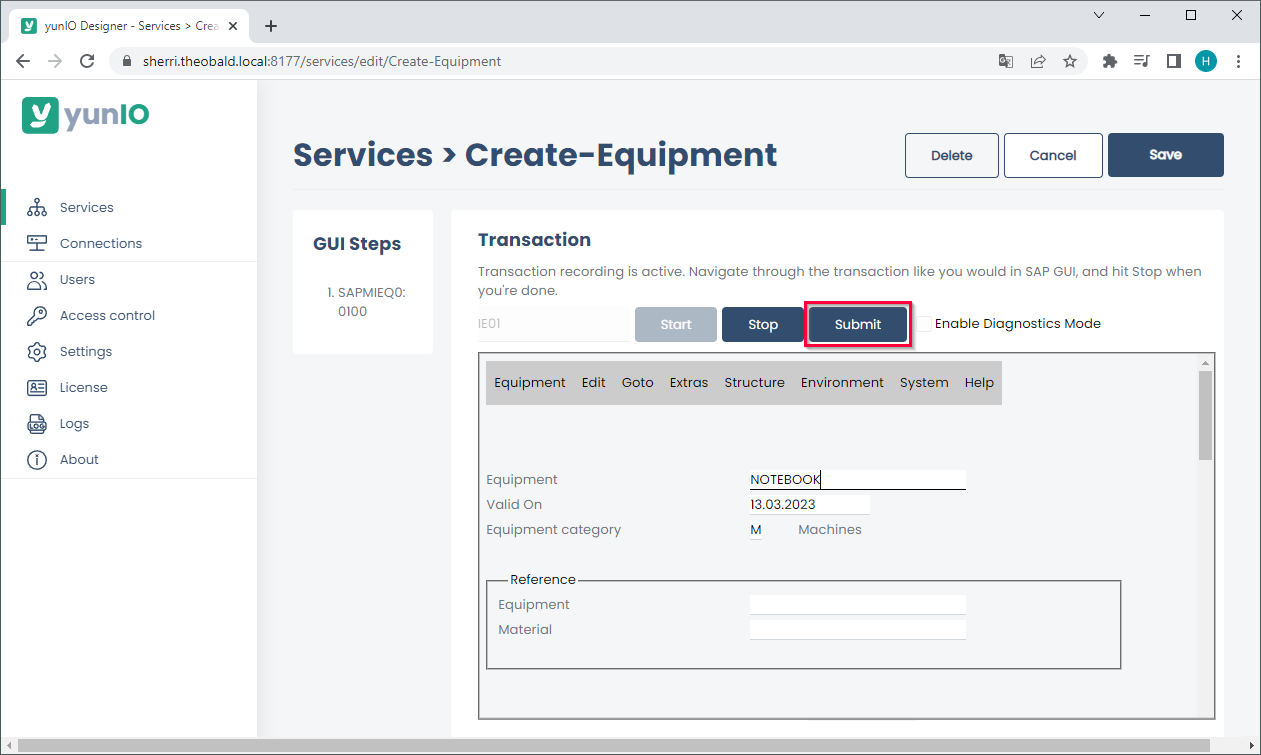 yunIO Designer - Services > Crea
sherri.theobald.local:8177/services/edit/Create-Equipment
H
yunIO
Services > Create-Equipment
Delete
Cancel
Save
Services
Connections
Users
Access control
Settings
License
LOG
Logs
About
GUI Steps
1. SAPMIEQ0:
0100
Transaction
Transaction recording is active. Navigate through the transaction like you would in SAP GUI, and hit Stop when
you're done.
IE01
Start
Stop
Submit
Enable Diagnostics Mode
Equipment Edit Goto Extras Structure Environment System Help
Equipment NOTEBOOK
Valid On 13.03.2023
Equipment category M Machines
Reference
Equipment
Material